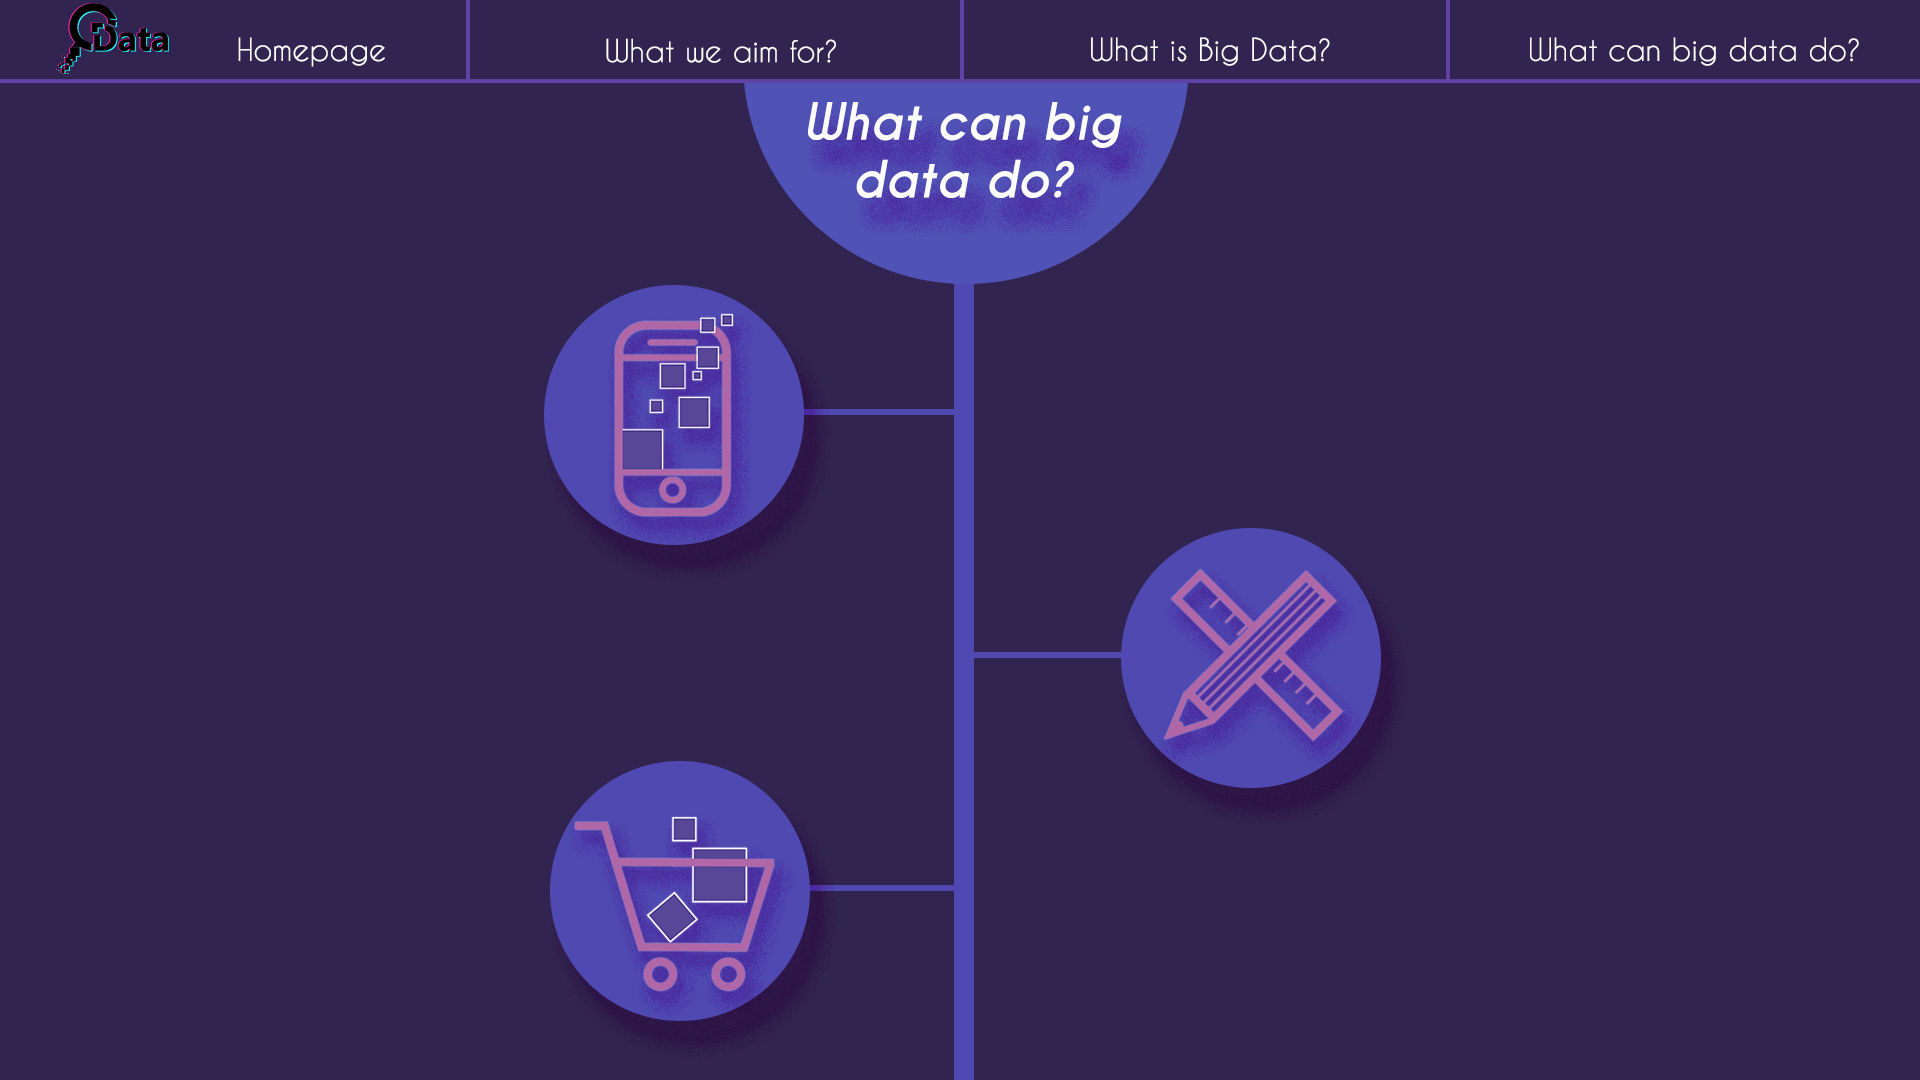 Data
Homepage
What we aim for?
What is Big Data?
What can big data do?
What can big
data do?